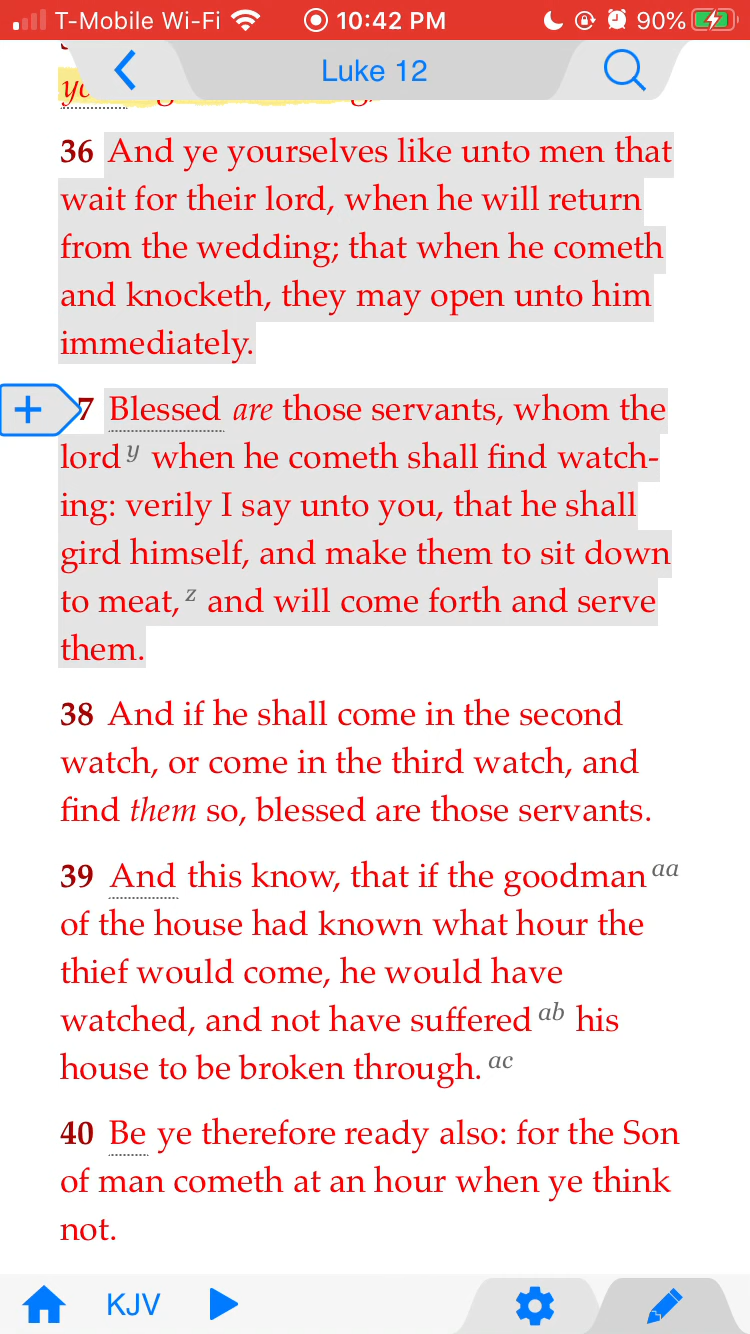 T-Mobile Wi-Fi 10:42 PM 90%
Luke 12
36 And ye yourselves like unto men that
wait for their lord, when he will return
from the wedding; that when he cometh
and knocketh, they may open unto him
immediately.
7 Blessed are those servants, whom the
lord y when he cometh shall find watch-
ing: verily I say unto you, that he shall
gird himself, and make them to sit down
to meat, z and will come forth and serve
them.
38 And if he shall come in the second
watch, or come in the third watch, and
find them so, blessed are those servants.
39 And this know, that if the goodman aa
of the house had known what hour the
thief would come, he would have
watched, and not have suffered ab his
house to be broken through. ac
40 Be ye therefore ready also: for the Son
of man cometh at an hour when ye think
not.
KJV